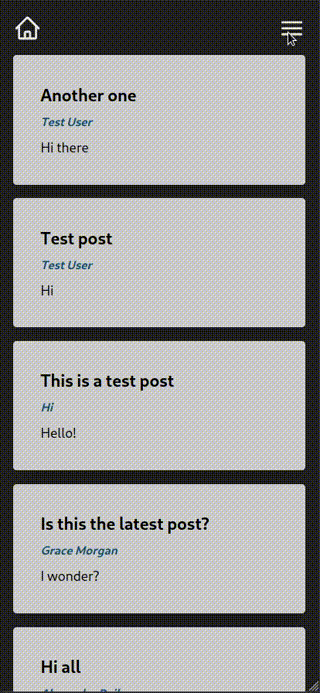 Another one
Test User
Hi there
Test post
Test User
Hi
This is a test post
Hi
Hello!
Is this the latest post?
Grace Morgan
I wonder?
Hi all